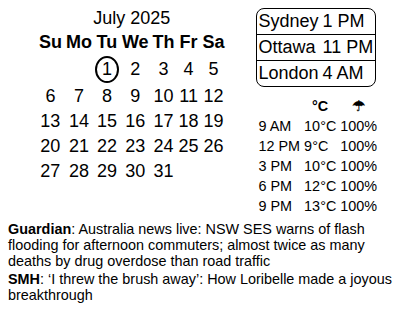 July 2025
Su Mo Tu We Th Fr Sa
1 2 3 4 5
6 7 8 9 10 11 12
13 14 15 16 17 18 19
20 21 22 23 24 25 26
27 28 29 30 31
Sydney 1 PM
Ottawa 11 PM
London 4 AM
°C ☂
9 AM 10°C 100%
12 PM 9°C 100%
3 PM 10°C 100%
6 PM 12°C 100%
9 PM 13°C 100%
Guardian: Australia news live: NSW SES warns of flash
flooding for afternoon commuters; almost twice as many
deaths by drug overdose than road traffic
SMH: ‘I threw the brush away’: How Loribelle made a joyous
breakthrough